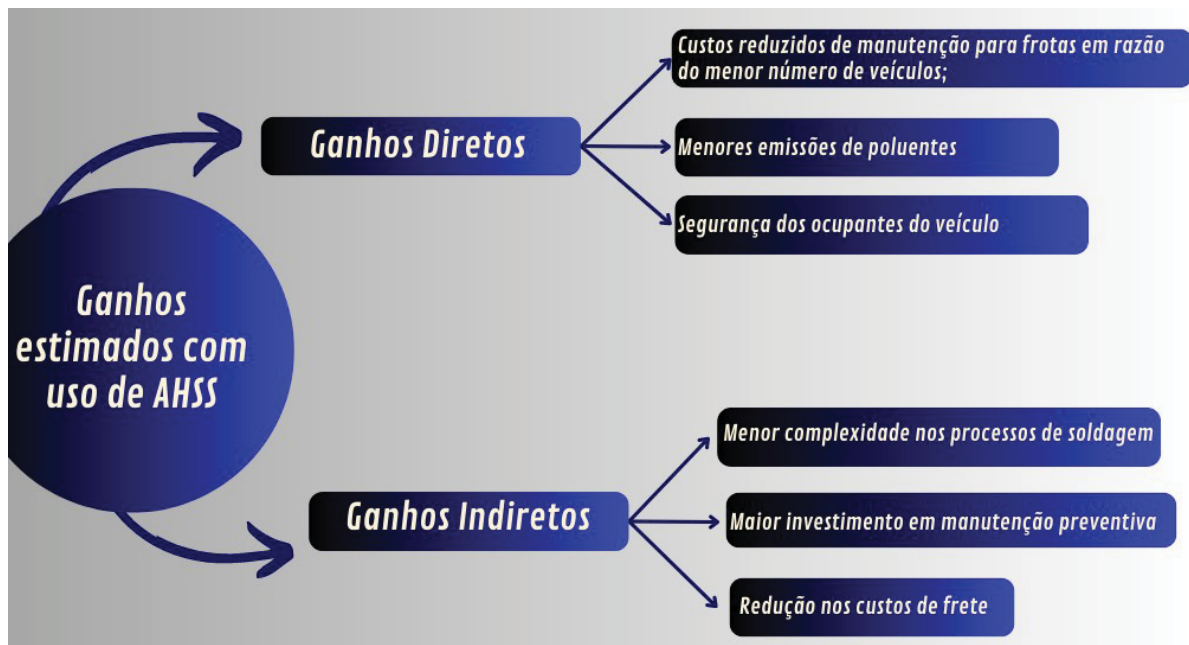 Ganhos
estimados com
uso de AHSS
Ganhos Diretos
Custos reduzidos de manutenção para frotas em razão
do menor número de veículos;
Menores emissões de poluentes
Segurança dos ocupantes do veículo
Ganhos Indiretos
Menor complexidade nos processos de soldagem
Maior investimento em manutenção preventiva
Redução nos custos de frete